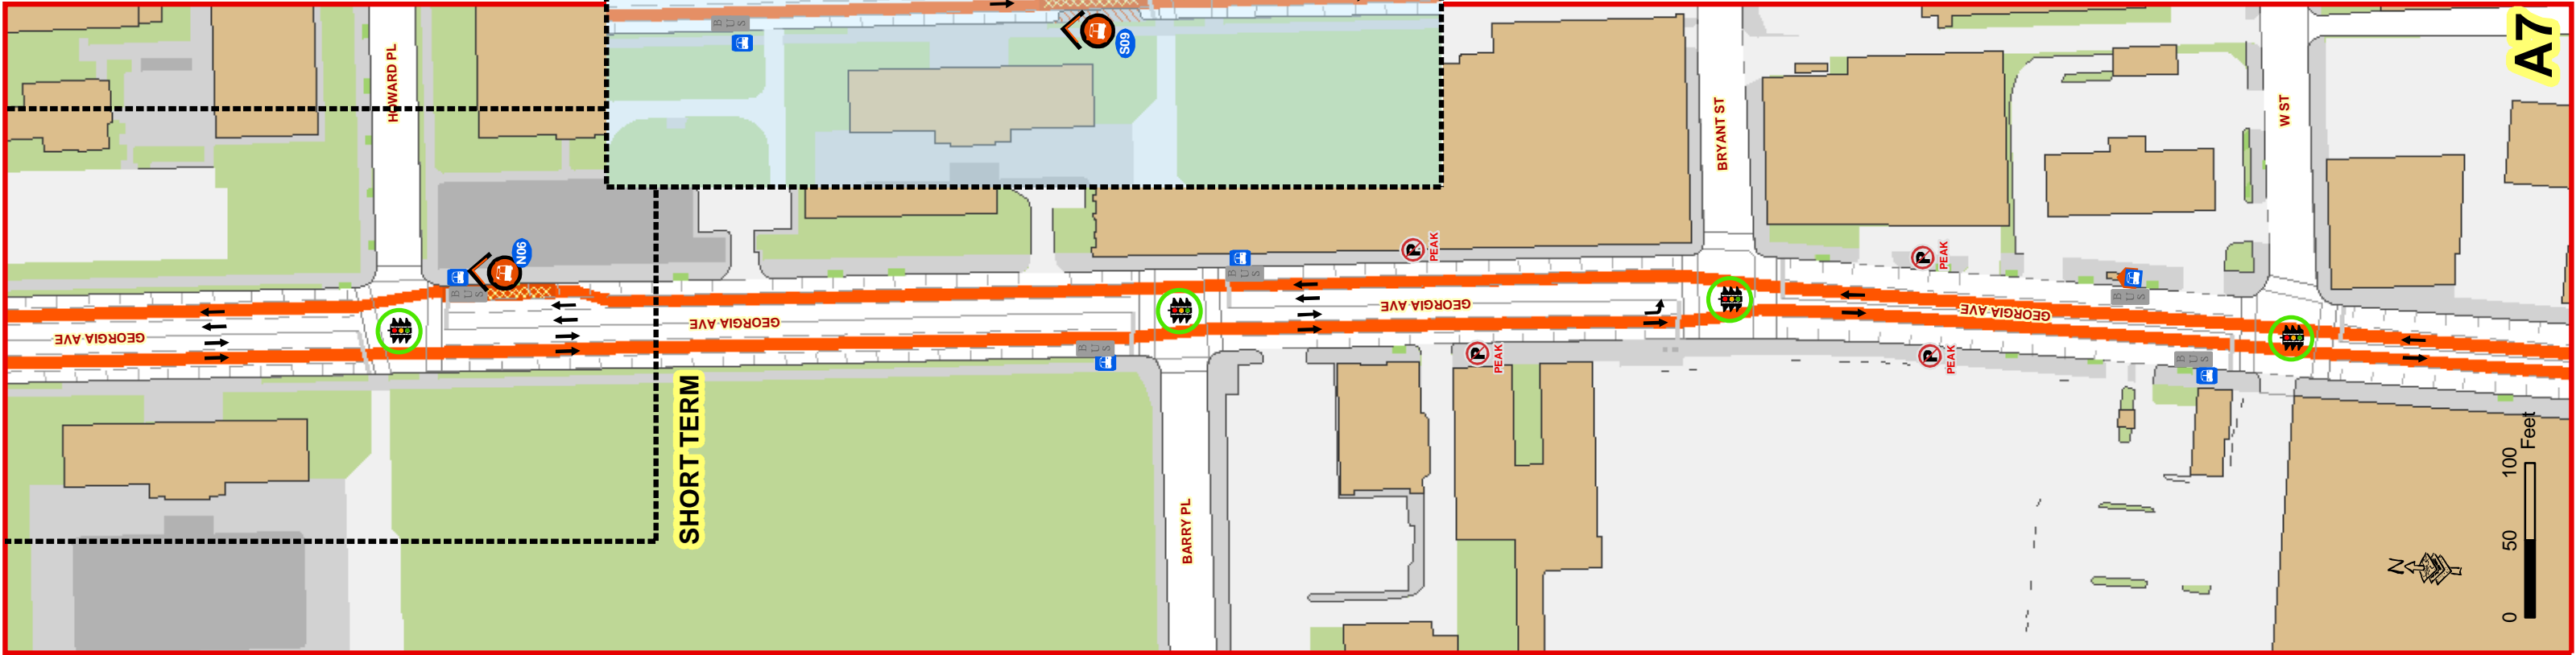 A7
HOWARD PL
BUS
S09
BRYANT ST
W ST
N06
BUS
PEAK
PEAK
BUS
BUS
GEORGIA AVE
GEORGIA AVE
GEORGIA AVE
GEORGIA AVE
BUS
PEAK
PEAK
BUS
SHORT TERM
BARRY PL
N
0 50 100
Feet